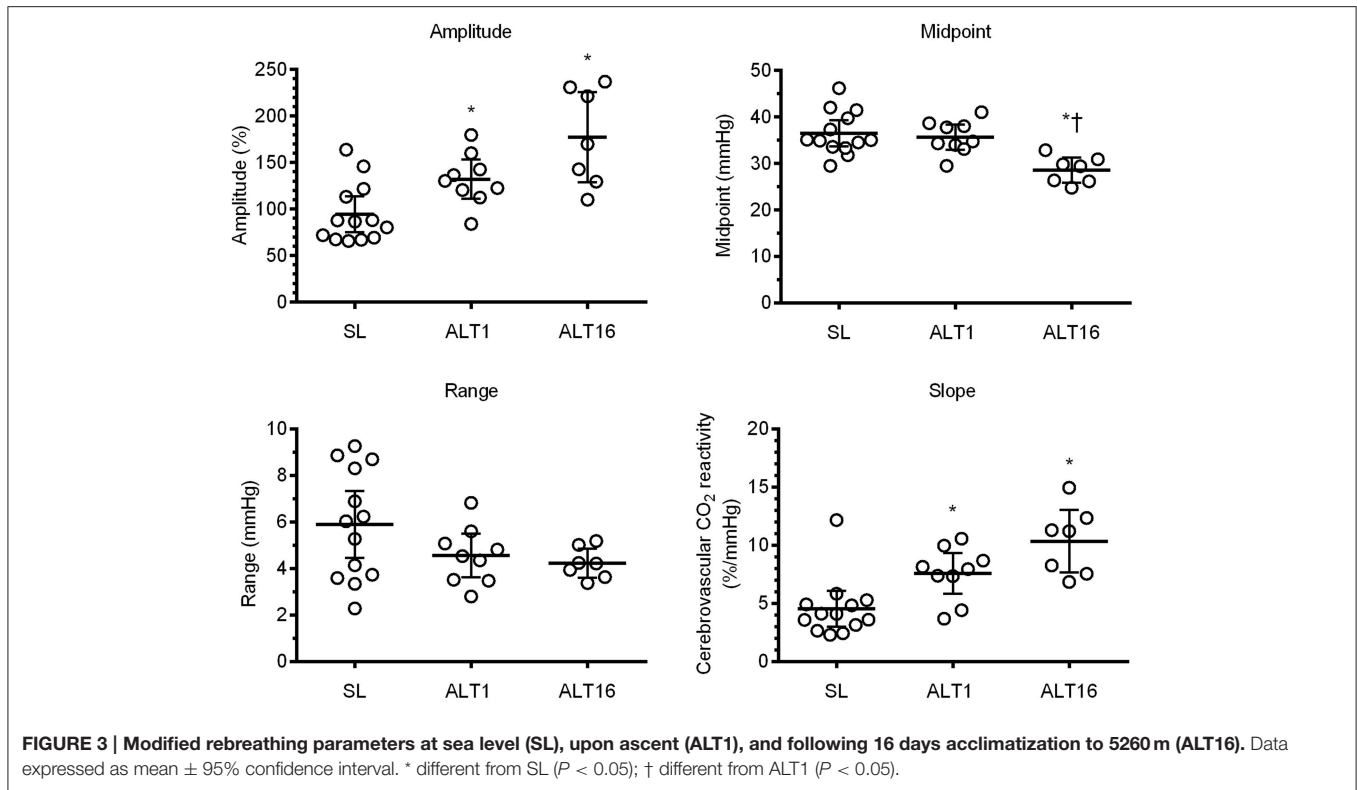 Amplitude
Amplitude (%)
250
200
150
100
50
0
*
*
SL ALT1 ALT16
Midpoint
Midpoint (mmHg)
50
40
30
20
10
0
*†
SL ALT1 ALT16
Range
Range (mmHg)
10
8
6
4
2
0
SL ALT1 ALT16
Slope
Cerebrovascular CO₂ reactivity
(%/mmHg)
20
15
10
5
0
*
*
SL ALT1 ALT16
FIGURE 3 | Modified rebreathing parameters at sea level (SL), upon ascent (ALT1), and following 16 days acclimatization to 5260 m (ALT16). Data
expressed as mean ± 95% confidence interval. * different from SL (P < 0.05); † different from ALT1 (P < 0.05).